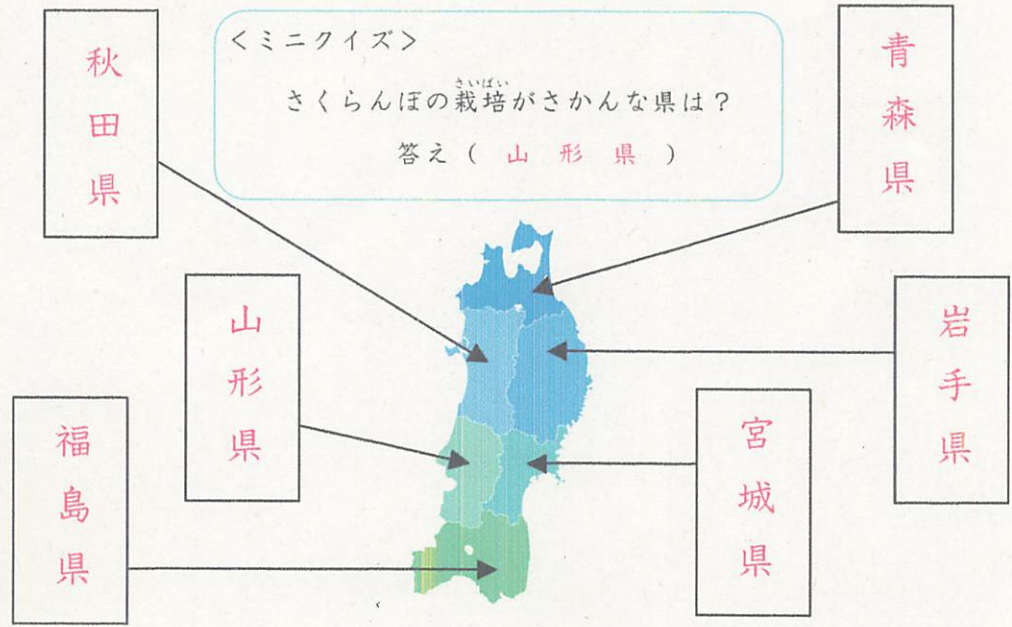 <ミニクイズ>
さいばい
さくらんぼの栽培がさかんな県は?
答え( 山 形 県 )
青森県
秋田県
岩手県
山形県
宮城県
福島県